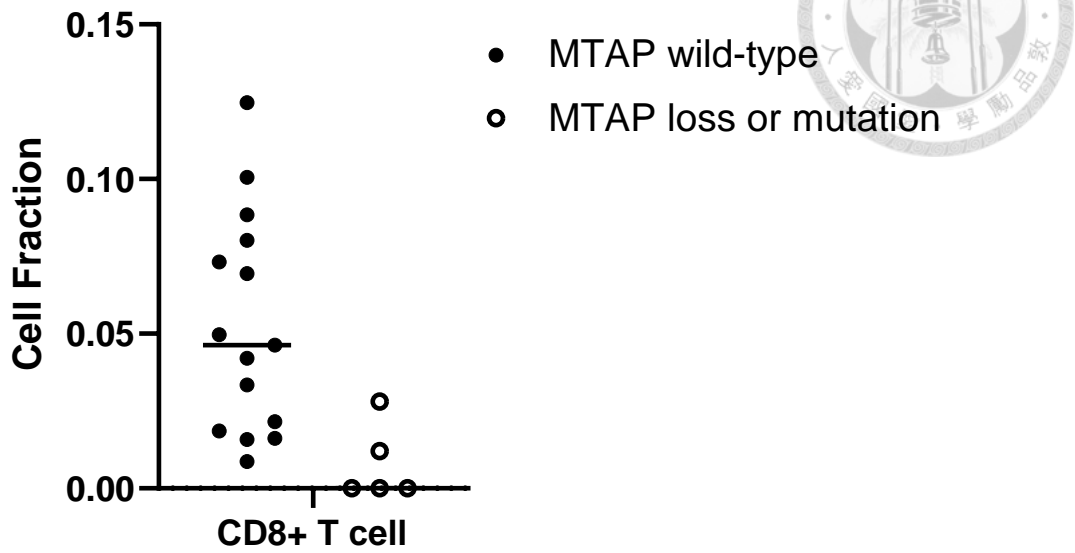 0.15
MTAP wild-type
MTAP loss or mutation
0.10
Cell Fraction
0.05
0.00
CD8+ T cell